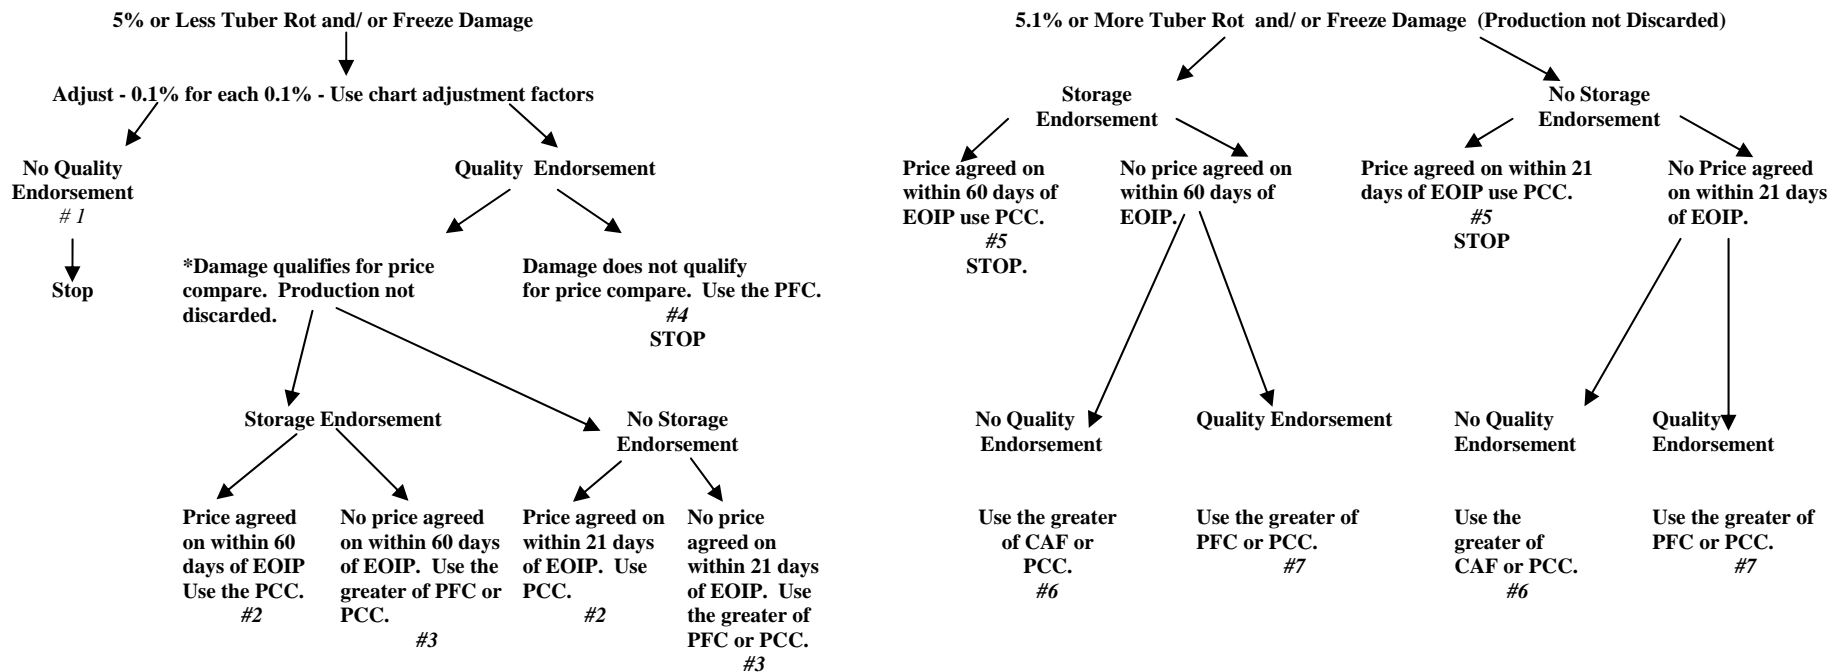 5% or Less Tuber Rot and/ or Freeze Damage
Adjust - 0.1% for each 0.1% - Use chart adjustment factors
No Quality
Endorsement
# 1
Stop
Quality Endorsement
*Damage qualifies for price
compare. Production not
discarded.
Damage does not qualify
for price compare. Use the PFC.
#4
STOP
Storage Endorsement
No Storage
Endorsement
Price agreed
on within 60
days of EOIP
Use the PCC.
#2
No price agreed
on within 60 days
of EOIP. Use the
greater of PFC or
PCC.
#3
Price agreed on
within 21 days
of EOIP. Use
PCC.
#2
No price
agreed on
within 21 days
of EOIP. Use
the greater of
PFC or PCC.
#3
5.1% or More Tuber Rot and/ or Freeze Damage (Production not Discarded)
Storage
Endorsement
No Storage
Endorsement
Price agreed on
within 60 days of
EOIP use PCC.
#5
STOP.
No price agreed on
within 60 days of
EOIP.
Price agreed on within 21
days of EOIP use PCC.
#5
STOP
No Price agreed
on within 21 days
of EOIP.
No Quality
Endorsement
Quality Endorsement
No Quality
Endorsement
Quality
Endorsement
Use the greater
of CAF or
PCC.
#6
Use the greater of
PFC or PCC.
#7
Use the
greater of
CAF or PCC.
#6
Use the greater of
PFC or PCC.
#7